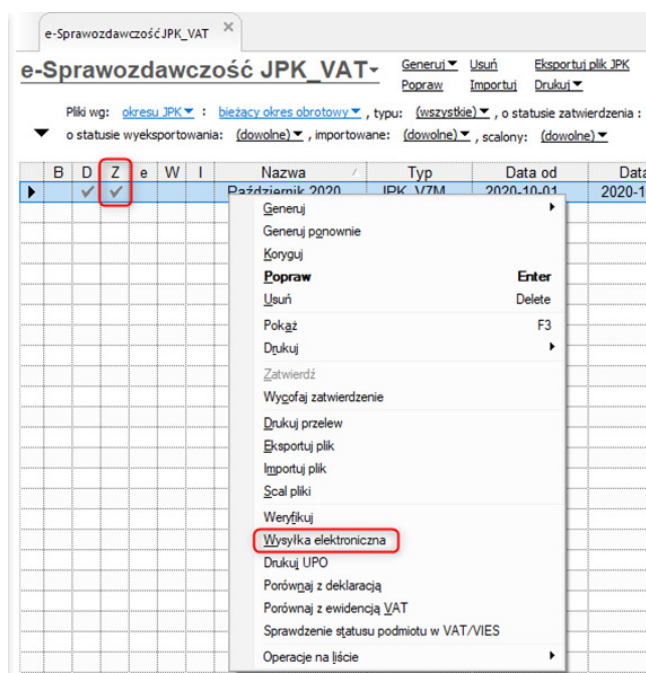 e-Sprawozdawczość JPK_VAT ×
e-Sprawozdawczość JPK_VAT Generuj Usuń Eksportuj plik JPK
Popraw Importuj Drukuj
Pliki wg: okresu JPK : bieżący okres obrotowy , typu: (wszystkie) , o statusie zatwierdzenia :
o statusie wyeksportowania: (dowolne) , importowane: (dowolne) , scalony: (dowolne)
B D Z e W I Nazwa Typ Data od Data
Październik 2020 JPK_V7M 2020-10-01 2020-1
Generuj
Generuj ponownie
Koryguj
Popraw Enter
Usuń Delete
Pokaż F3
Drukuj
Zatwierdź
Wycofaj zatwierdzenie
Drukuj przelew
Eksportuj plik
Importuj plik
Scal pliki
Weryfikuj
Wysyłka elektroniczna
Drukuj UPO
Porównaj z deklaracją
Porównaj z ewidencją VAT
Sprawdzenie statusu podmiotu w VAT/VIES
Operacje na liście